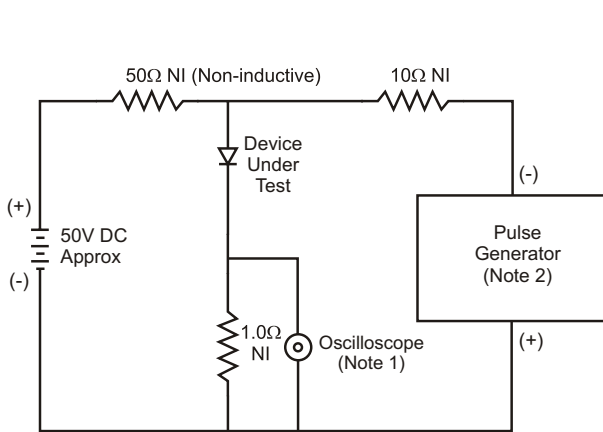 50Ω NI (Non-inductive)
10Ω NI
Device
Under
Test
(-)
(+)
50V DC
Approx
(-)
Pulse
Generator
(Note 2)
1.0Ω
NI
Oscilloscope
(Note 1)
(+)